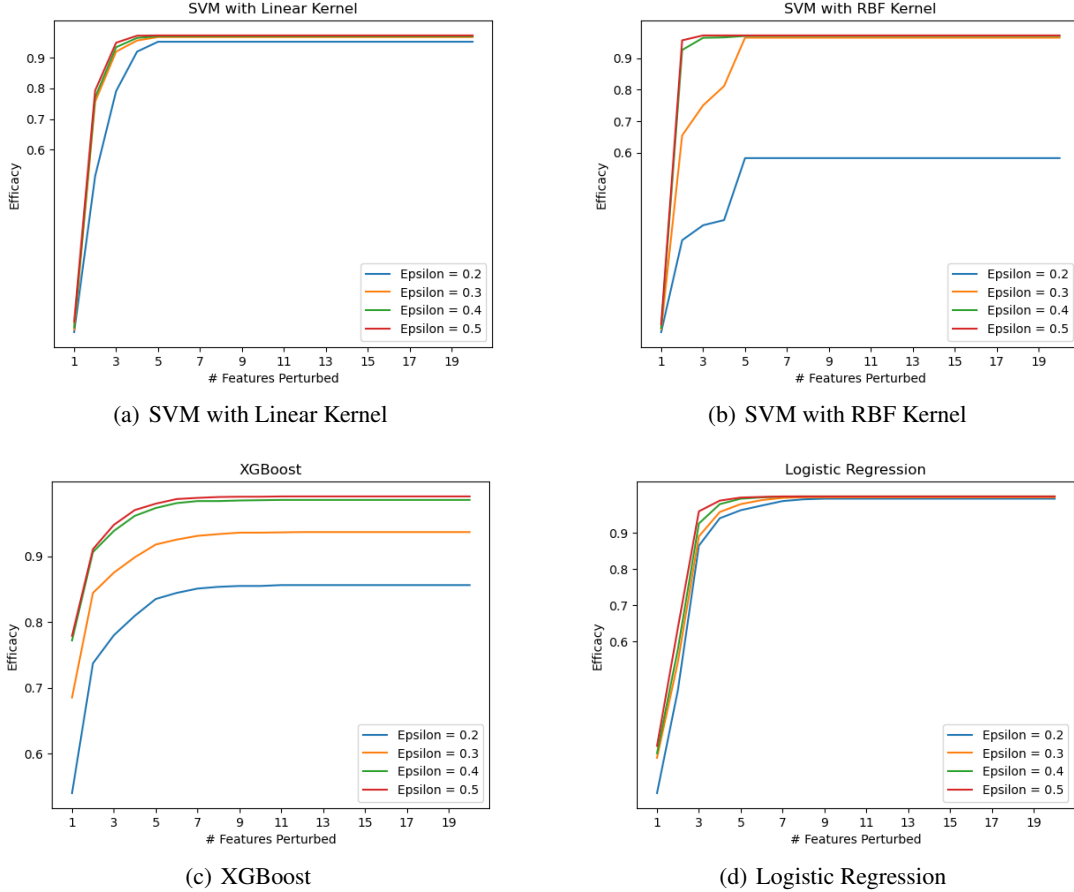 SVM with Linear Kernel
0.9
0.8
0.7
0.6
Efficacy
Epsilon = 0.2
Epsilon = 0.3
Epsilon = 0.4
Epsilon = 0.5
1 3 5 7 9 11 13 15 17 19
# Features Perturbed
(a) SVM with Linear Kernel
SVM with RBF Kernel
0.9
0.8
0.7
0.6
Efficacy
Epsilon = 0.2
Epsilon = 0.3
Epsilon = 0.4
Epsilon = 0.5
1 3 5 7 9 11 13 15 17 19
# Features Perturbed
(b) SVM with RBF Kernel
XGBoost
0.9
0.8
0.7
0.6
Efficacy
Epsilon = 0.2
Epsilon = 0.3
Epsilon = 0.4
Epsilon = 0.5
1 3 5 7 9 11 13 15 17 19
# Features Perturbed
(c) XGBoost
Logistic Regression
0.9
0.8
0.7
0.6
Efficacy
Epsilon = 0.2
Epsilon = 0.3
Epsilon = 0.4
Epsilon = 0.5
1 3 5 7 9 11 13 15 17 19
# Features Perturbed
(d) Logistic Regression